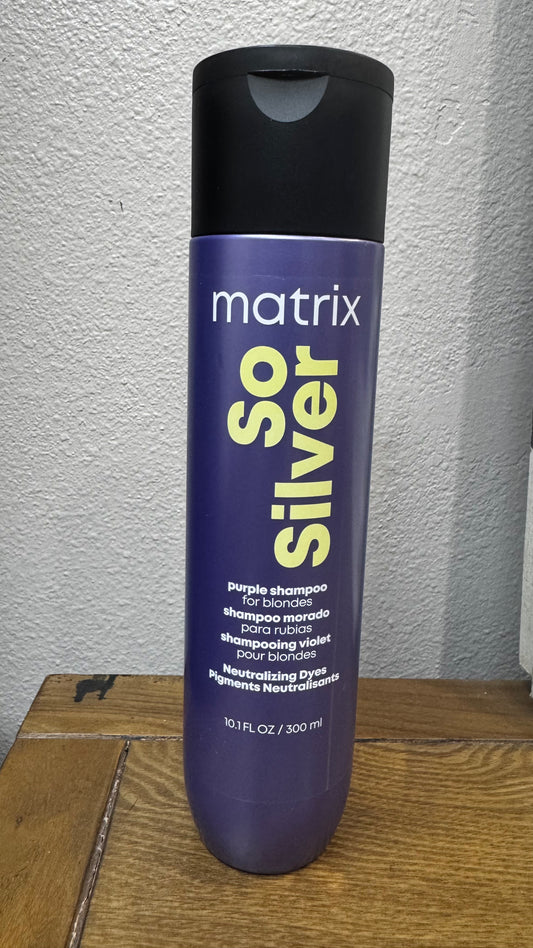 matrix
So
Silver
purple shampoo
for blondes
shampoo morado
para rubias
shampooing violet
pour blondes
Neutralizing Dyes
Pigments Neutralisants
10.1 FL OZ / 300 ml